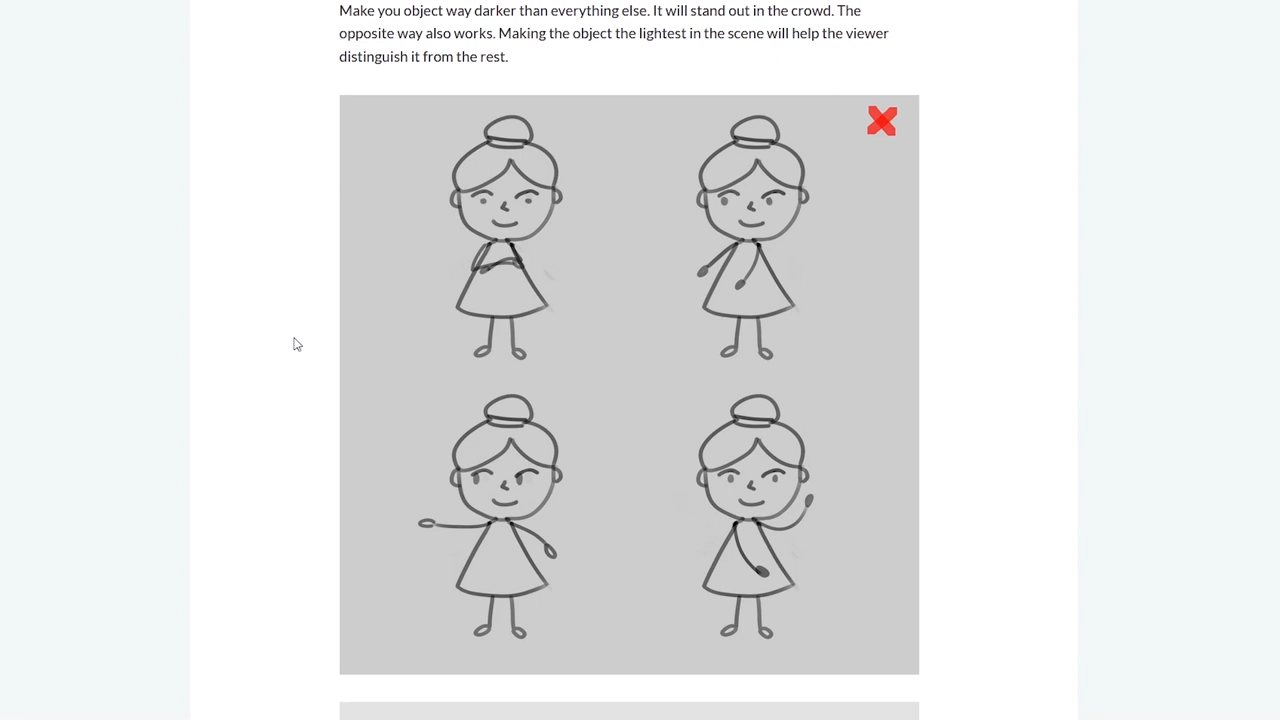 Make you object way darker than everything else. It will stand out in the crowd. The
opposite way also works. Making the object the lightest in the scene will help the viewer
distinguish it from the rest.